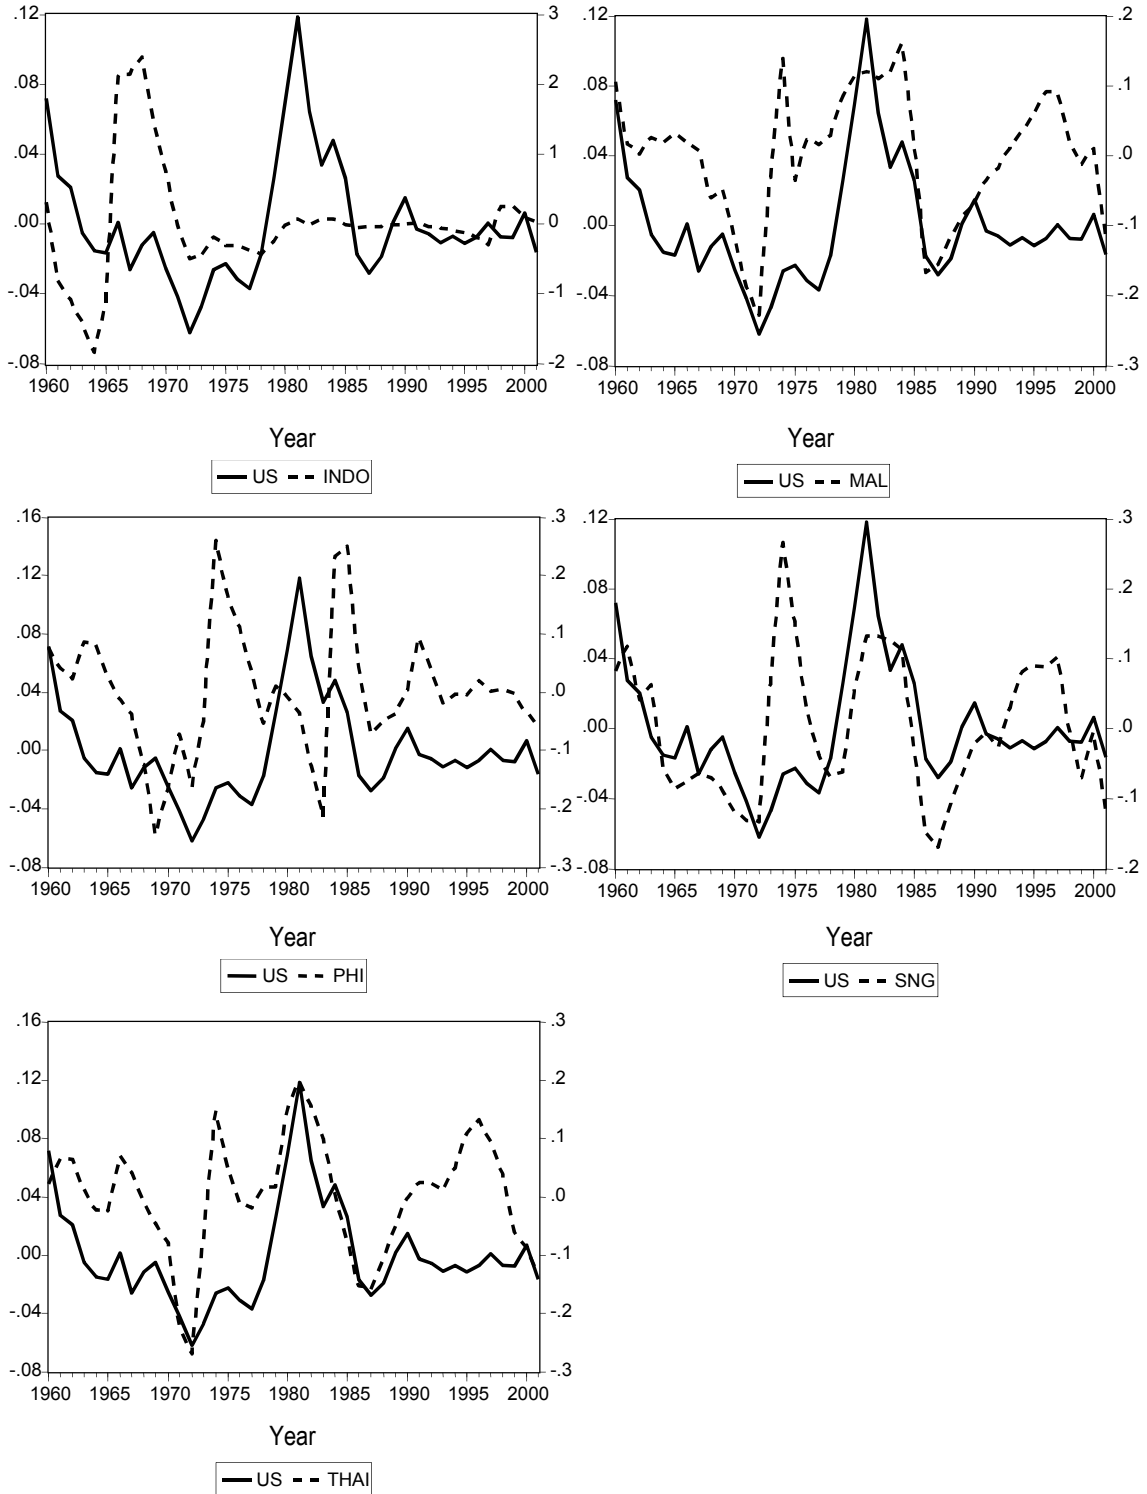 .12 3 .12 .2
.08 2 .08 .1
.04 1 .04 .0
.00 0 .00 -.1
-.04 -1 -.04 -.2
-.08 -2 -.08 -.3
1960 1965 1970 1975 1980 1985 1990 1995 2000 1960 1965 1970 1975 1980 1985 1990 1995 2000
Year Year
US INDO US MAL
.16 .3 .12 .3
.12 .2 .08 .2
.08 .1 .04 .1
.04 .0 .00 .0
.00 -.1 -.04 -.1
-.04 -.2 -.08 -.2
-.08 -.3
1960 1965 1970 1975 1980 1985 1990 1995 2000 1960 1965 1970 1975 1980 1985 1990 1995 2000
Year Year
US PHI US SNG
.16 .3
.12 .2
.08 .1
.04 .0
.00 -.1
-.04 -.2
-.08 -.3
1960 1965 1970 1975 1980 1985 1990 1995 2000
Year
US THAI